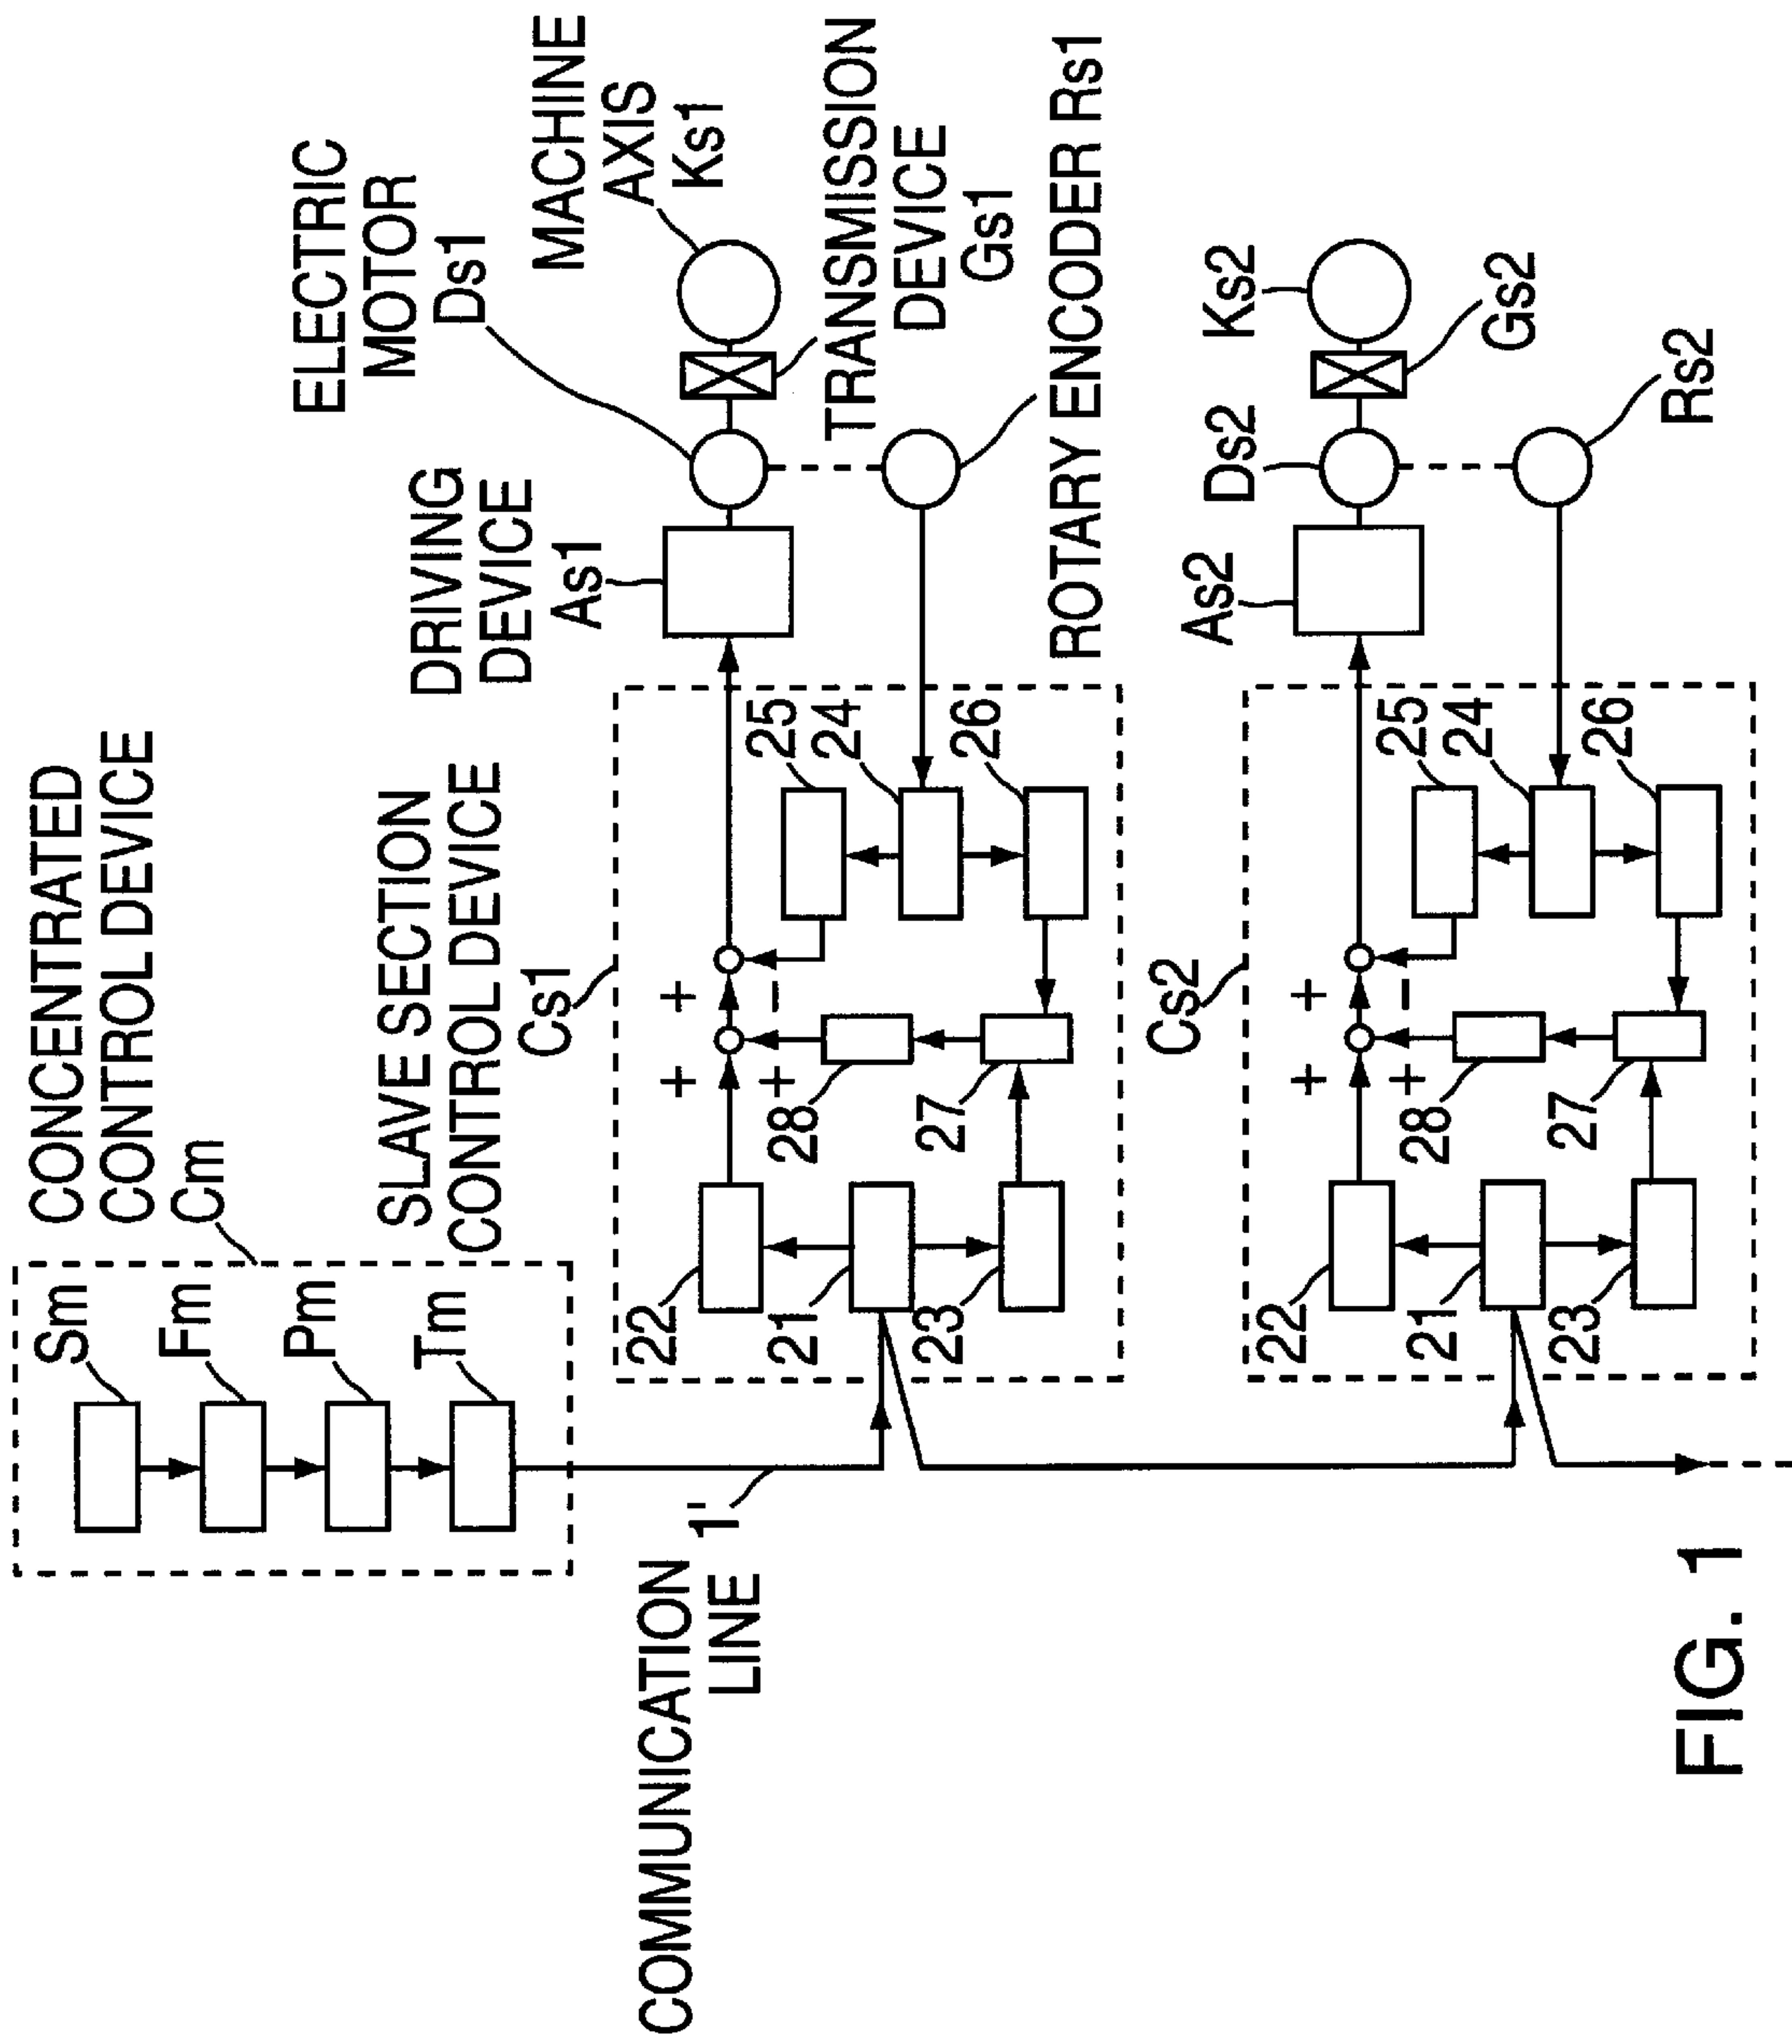 CONCENTRATED
CONTROL DEVICE
Cm
Sm
Fm
Pm
Tm
COMMUNICATION
LINE
1'
SLAVE SECTION
CONTROL DEVICE
Cs1
22
21
23
+
+
+
-
28
27
25
24
26
DRIVING
DEVICE
As1
ELECTRIC
MOTOR
Ds1
MACHINE
AXIS
Ks1
TRANSMISSION
DEVICE
Gs1
ROTARY ENCODER Rs1
Cs2
22
21
23
+
+
+
-
28
27
25
24
26
As2
Ds2
Ks2
Gs2
Rs2
FIG. 1